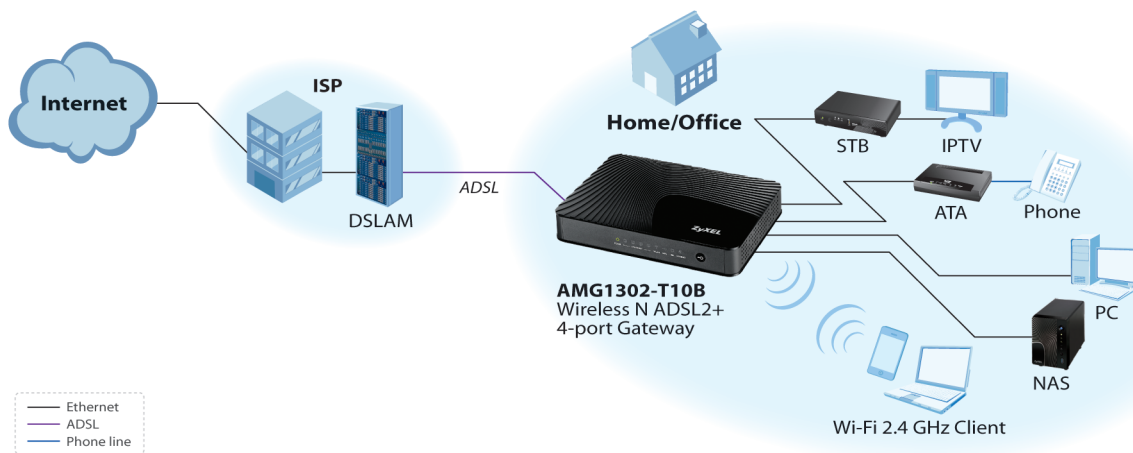 Internet
ISP
DSLAM
ADSL
Home/Office
STB
IPTV
ATA
Phone
ZyXEL
AMG1302-T10B
Wireless N ADSL2+
4-port Gateway
PC
NAS
Wi-Fi 2.4 GHz Client
Ethernet
ADSL
Phone line